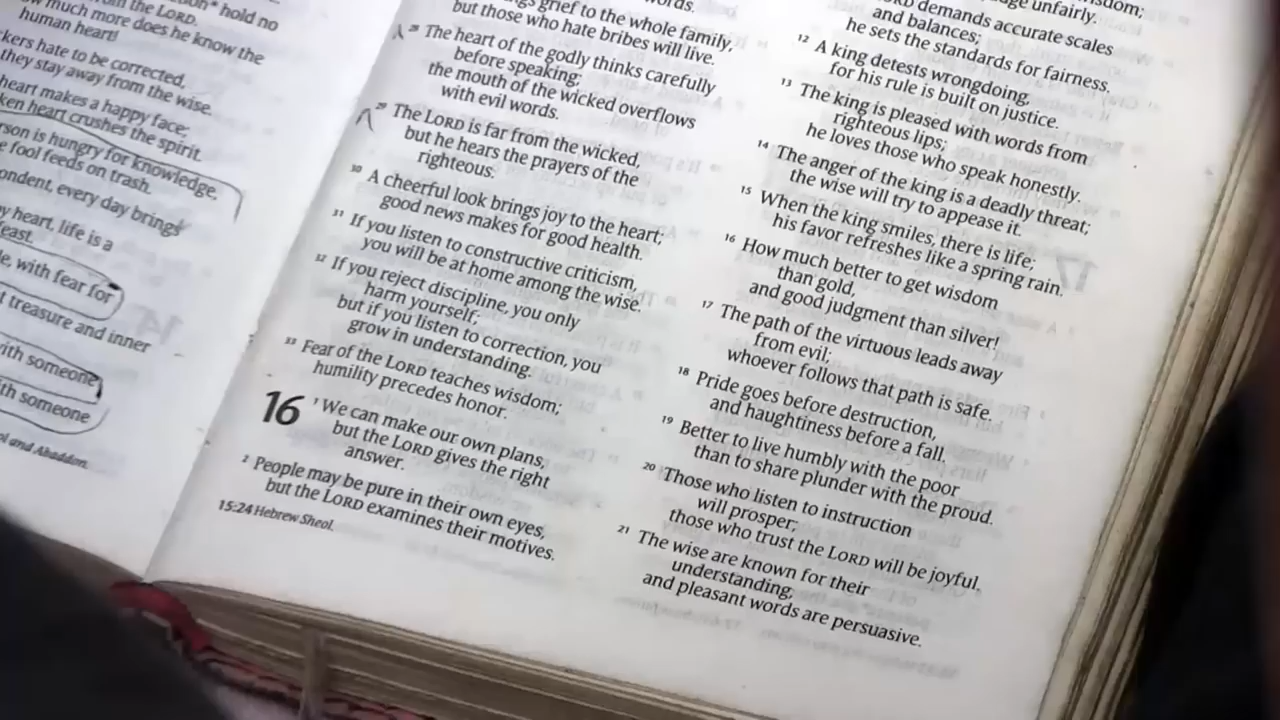 hold no
the LORD.
much more does he know the
human heart!
hate to be corrected,
they stay away from the wise.
heart makes a happy face;
heart crushes the spirit.
is hungry for knowledge,
fool feeds on trash.
every day brings
heart, life is a
feast.
with fear for
treasure and inner
with someone
with someone
and Abaddon.
words.
grief to the whole family,
but those who hate bribes will live.
28 The heart of the godly thinks carefully
before speaking;
the mouth of the wicked overflows
with evil words.
29 The LORD is far from the wicked,
but he hears the prayers of the
righteous.
30 A cheerful look brings joy to the heart;
good news makes for good health.
31 If you listen to constructive criticism,
you will be at home among the wise.
32 If you reject discipline, you only
harm yourself;
but if you listen to correction, you
grow in understanding.
33 Fear of the LORD teaches wisdom;
humility precedes honor.
16 1 We can make our own plans,
but the LORD gives the right
answer.
2 People may be pure in their own eyes,
but the LORD examines their motives.
15:24 Hebrew Sheol.
unfairly.
demands accurate scales
and balances;
he sets the standards for fairness.
12 A king detests wrongdoing,
for his rule is built on justice.
13 The king is pleased with words from
righteous lips;
he loves those who speak honestly.
14 The anger of the king is a deadly threat;
the wise will try to appease it.
15 When the king smiles, there is life;
his favor refreshes like a spring rain.
16 How much better to get wisdom
than gold,
and good judgment than silver!
17 The path of the virtuous leads away
from evil;
whoever follows that path is safe.
18 Pride goes before destruction,
and haughtiness before a fall.
19 Better to live humbly with the poor
than to share plunder with the proud.
20 Those who listen to instruction
will prosper;
those who trust the LORD will be joyful.
21 The wise are known for their
understanding,
and pleasant words are persuasive.